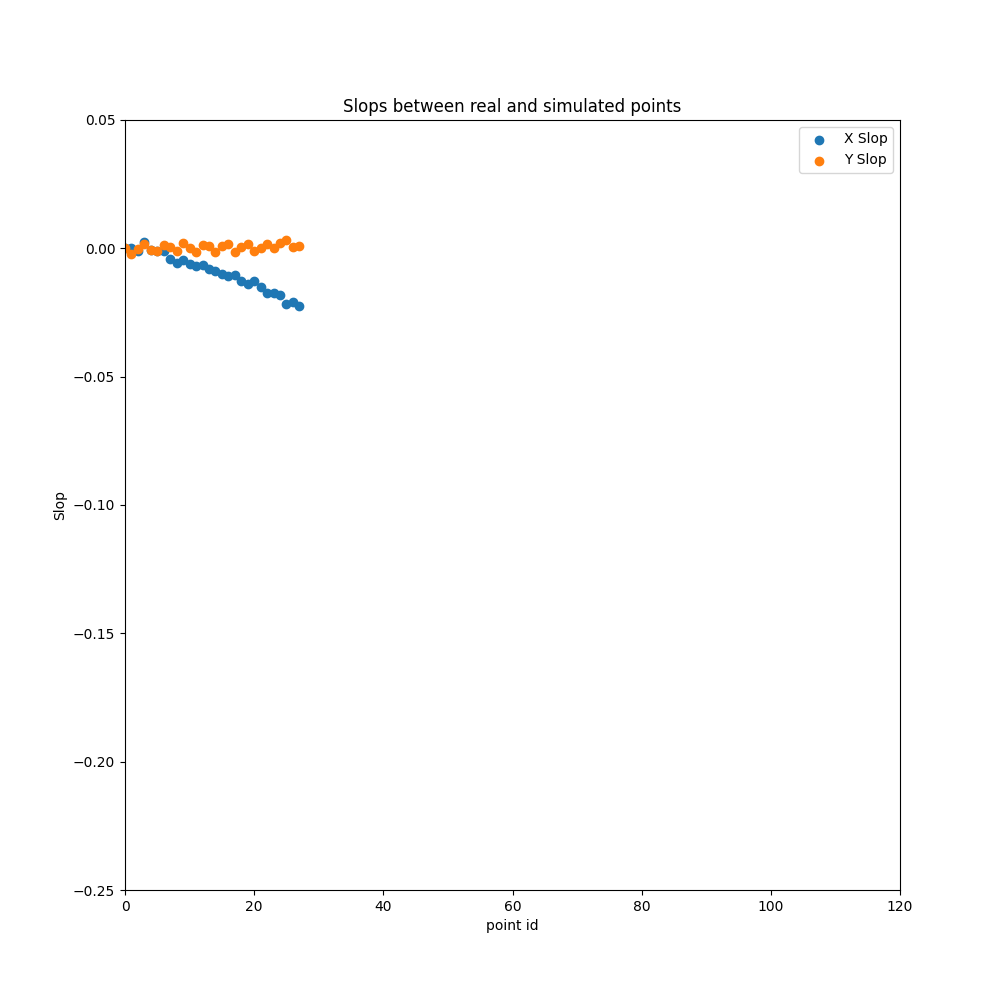 Slops between real and simulated points
X Slop
Y Slop
0.05
0.00
−0.05
−0.10
−0.15
−0.20
−0.25
Slop
0 20 40 60 80 100 120
point id